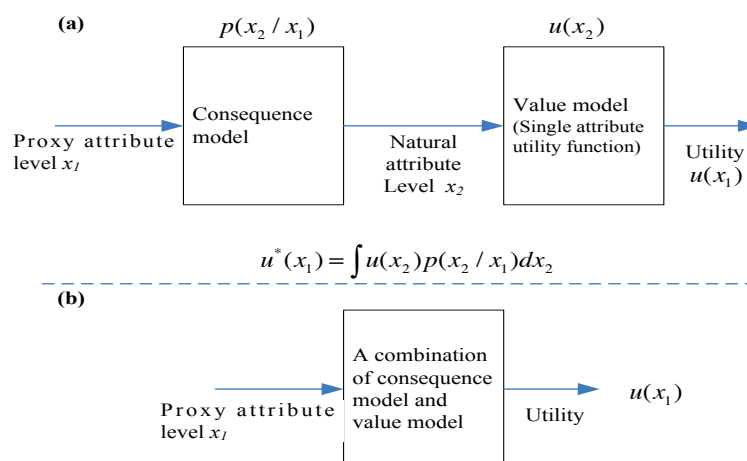 (a)
p(x₂ / x₁)
u(x₂)
Consequence
model
Value model
(Single attribute
utility function)
Proxy attribute
level x₁
Natural
attribute
Level x₂
Utility
u(x₁)
u*(x₁) = ∫ u(x₂) p(x₂ / x₁) dx₂
(b)
A combination
of consequence
model and
value model
Proxy attribute
level x₁
Utility
u(x₁)